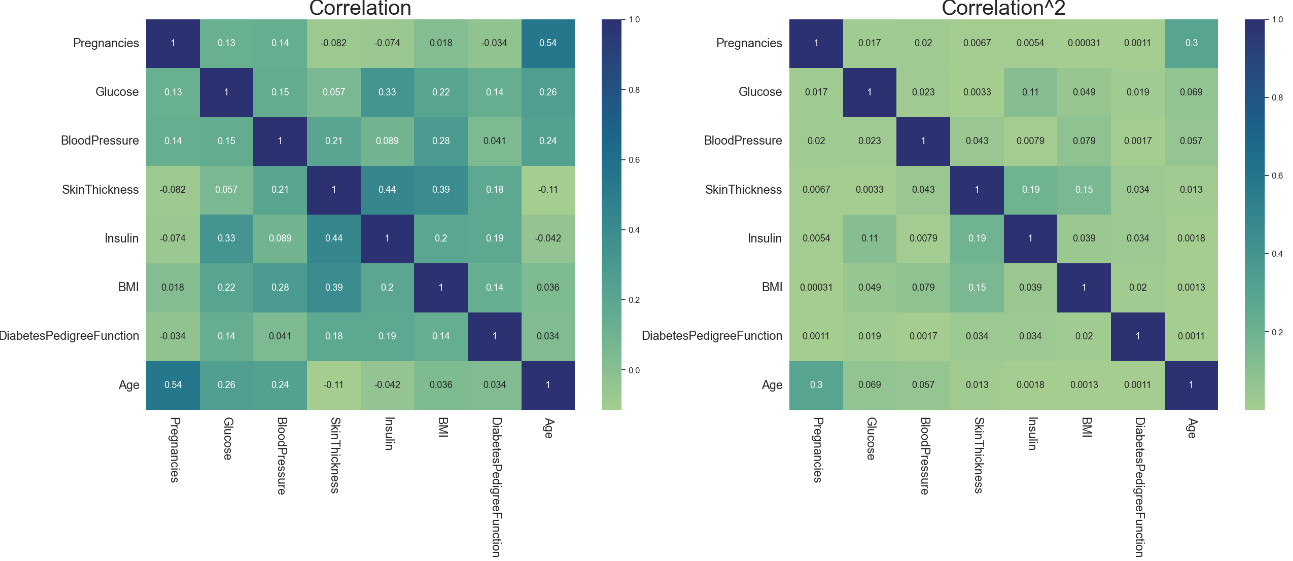 Correlation
Pregnancies 1 0.13 0.14 -0.082 -0.074 0.018 -0.034 0.54
Glucose 0.13 1 0.15 0.057 0.33 0.22 0.14 0.26
BloodPressure 0.14 0.15 1 0.21 0.089 0.28 0.041 0.24
SkinThickness -0.082 0.057 0.21 1 0.44 0.39 0.18 -0.11
Insulin -0.074 0.33 0.089 0.44 1 0.2 0.19 -0.042
BMI 0.018 0.22 0.28 0.39 0.2 1 0.14 0.036
DiabetesPedigreeFunction -0.034 0.14 0.041 0.18 0.19 0.14 1 0.034
Age 0.54 0.26 0.24 -0.11 -0.042 0.036 0.034 1
Pregnancies
Glucose
BloodPressure
SkinThickness
Insulin
BMI
DiabetesPedigreeFunction
Age
1.0
0.8
0.6
0.4
0.2
0.0
Correlation^2
Pregnancies 1 0.017 0.02 0.0067 0.0054 0.00031 0.0011 0.3
Glucose 0.017 1 0.023 0.0033 0.11 0.049 0.019 0.069
BloodPressure 0.02 0.023 1 0.043 0.0079 0.079 0.0017 0.057
SkinThickness 0.0067 0.0033 0.043 1 0.19 0.15 0.034 0.013
Insulin 0.0054 0.11 0.0079 0.19 1 0.039 0.034 0.0018
BMI 0.00031 0.049 0.079 0.15 0.039 1 0.02 0.0013
DiabetesPedigreeFunction 0.0011 0.019 0.0017 0.034 0.034 0.02 1 0.0011
Age 0.3 0.069 0.057 0.013 0.0018 0.0013 0.0011 1
Pregnancies
Glucose
BloodPressure
SkinThickness
Insulin
BMI
DiabetesPedigreeFunction
Age
1.0
0.8
0.6
0.4
0.2